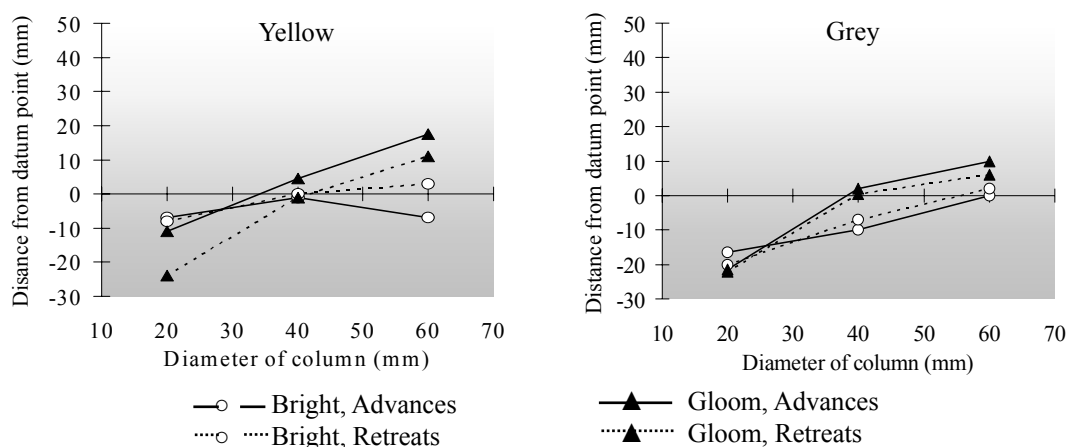 Yellow
Disance from datum point (mm)
50
40
30
20
10
0
-10
-20
-30
10 20 30 40 50 60 70
Diameter of column (mm)
Grey
Distance from datum point (mm)
50
40
30
20
10
0
-10
-20
-30
10 20 30 40 50 60 70
Diameter of column (mm)
Bright, Advances
Bright, Retreats
Gloom, Advances
Gloom, Retreats